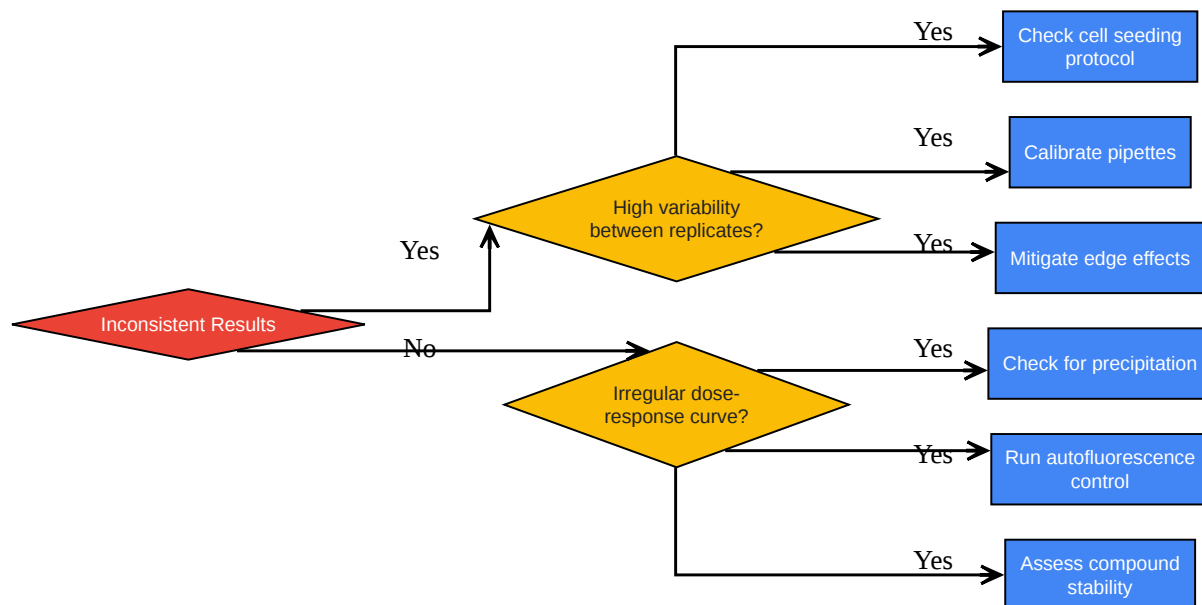 Yes
Check cell seeding
protocol
Yes
Calibrate pipettes
High variability
between replicates?
Yes
Yes
Mitigate edge effects
Inconsistent Results
No
Yes
Check for precipitation
Irregular dose-
response curve?
Yes
Run autofluorescence
control
Yes
Assess compound
stability